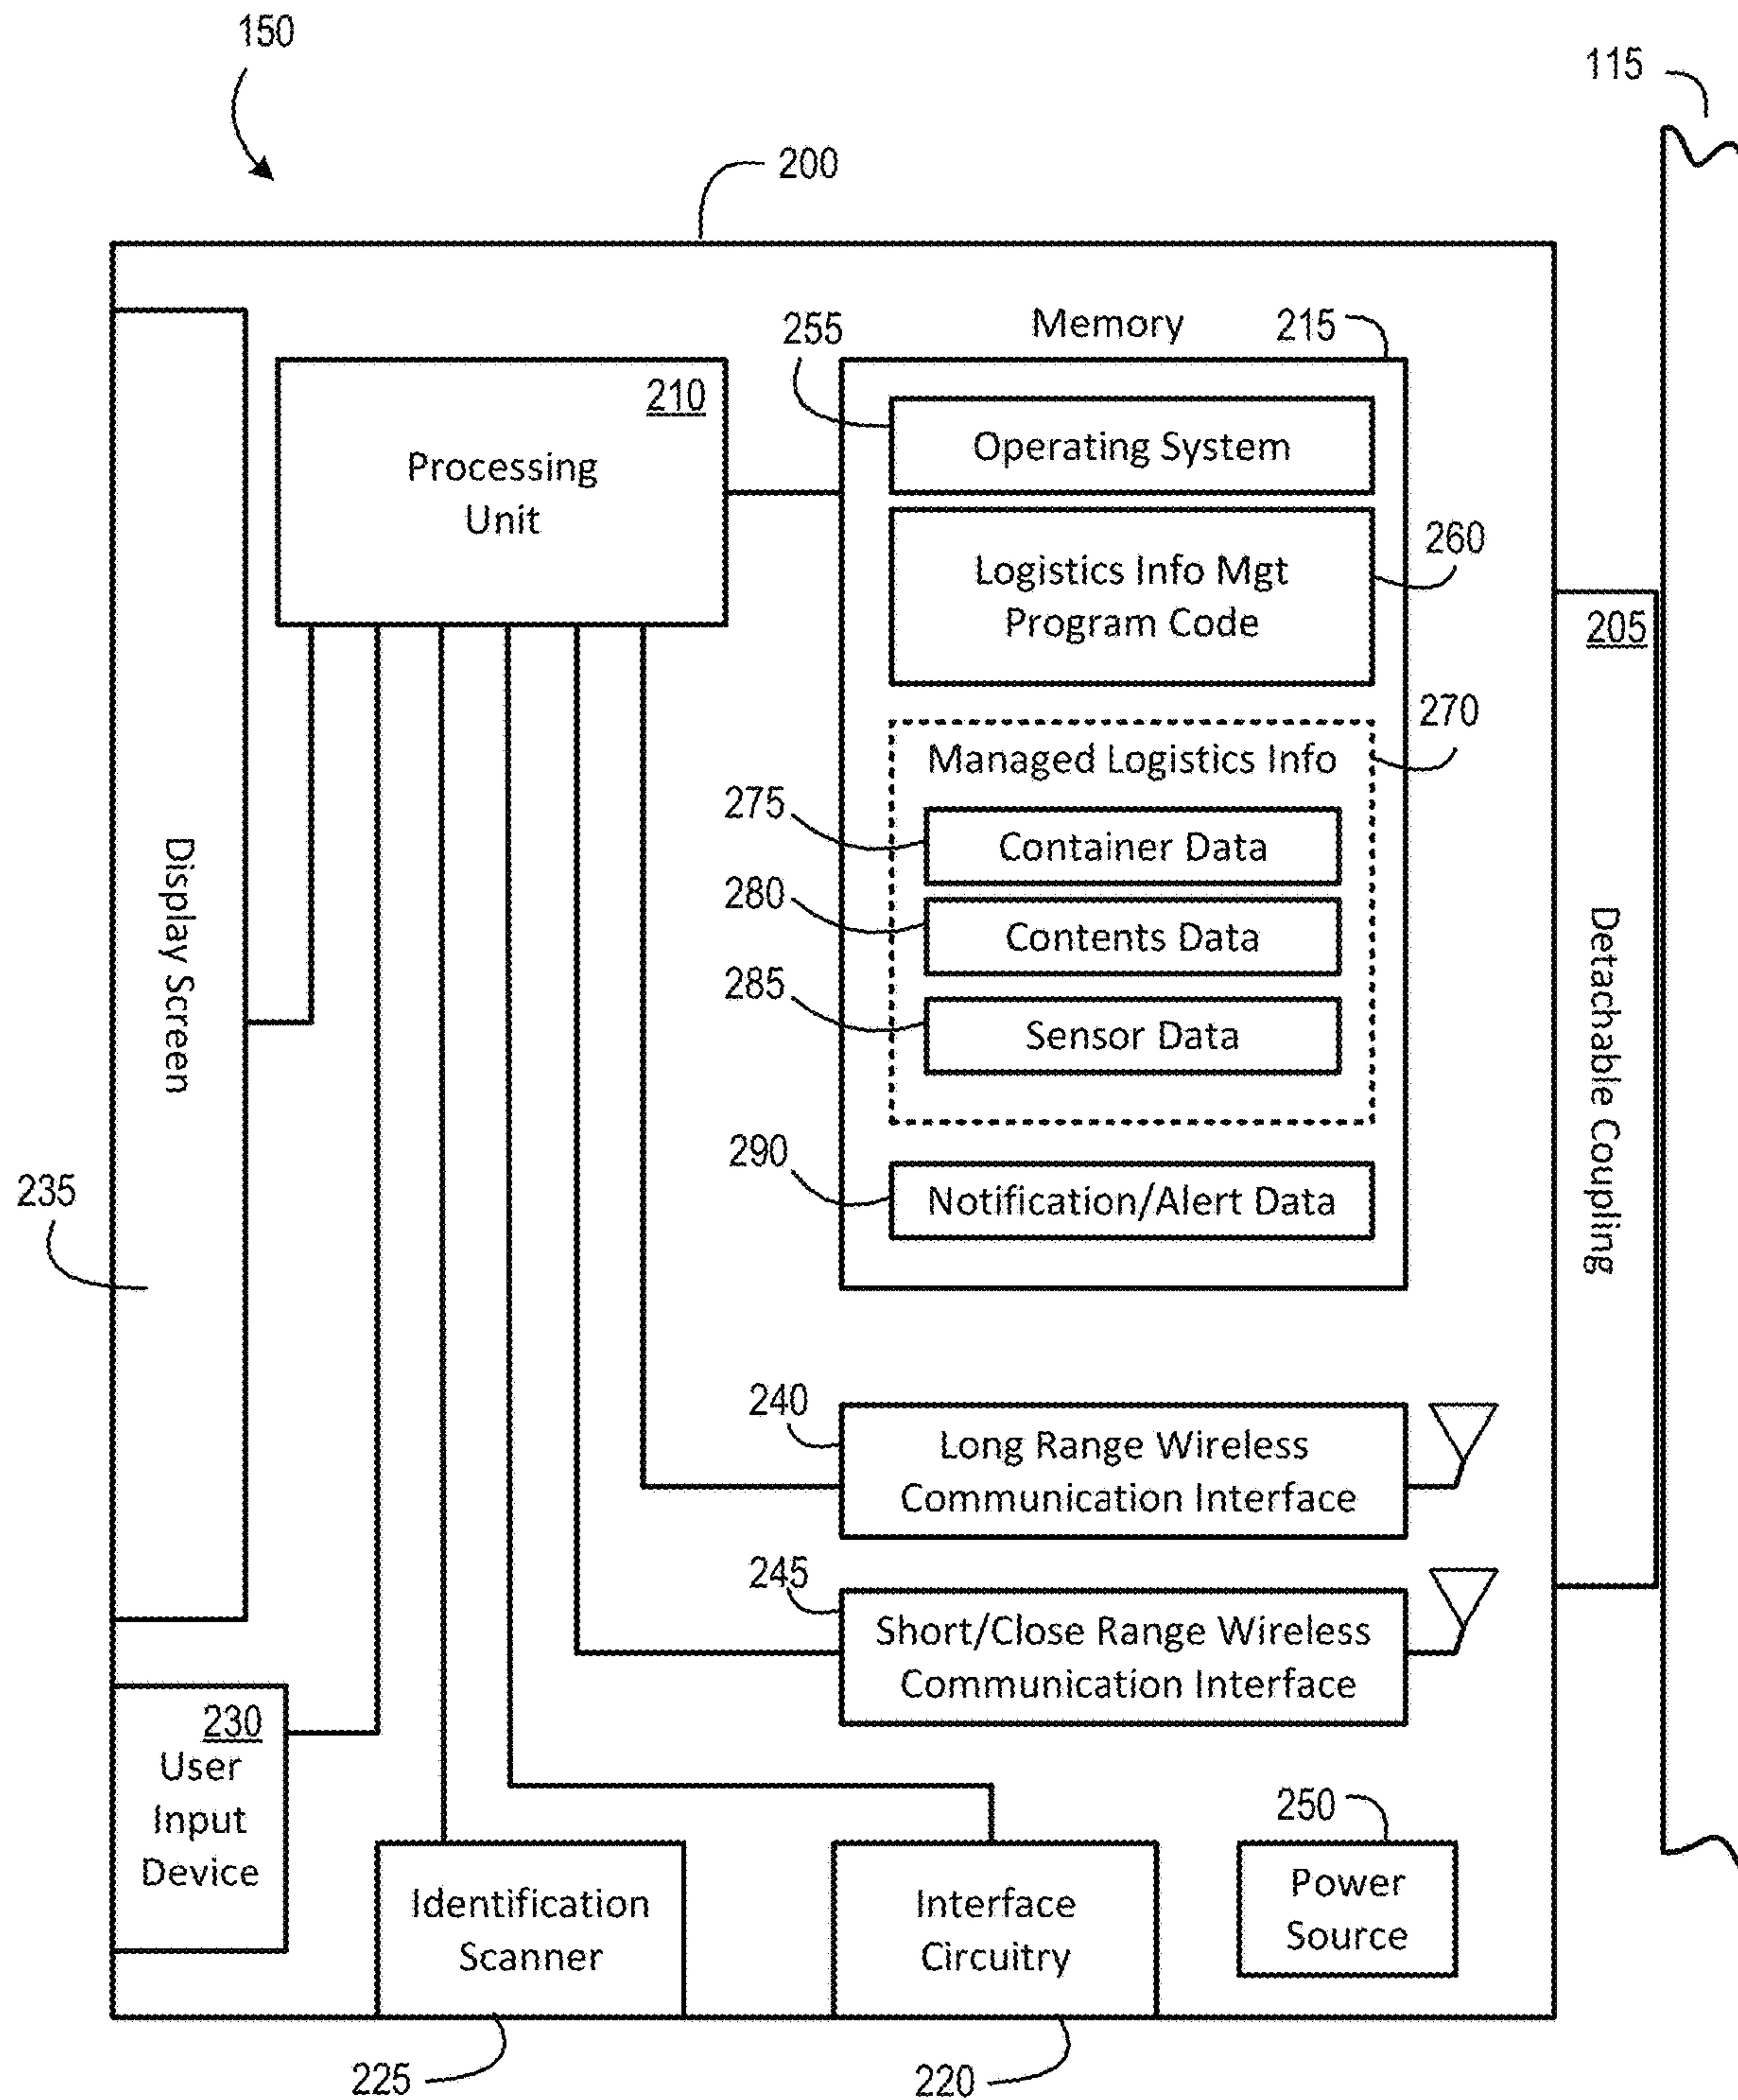 150
115
200
Memory
215
255
210
Processing
Unit
Operating System
Logistics Info Mgt
Program Code
260
205
270
Managed Logistics Info
275
Container Data
280
Contents Data
285
Sensor Data
290
Notification/Alert Data
Display Screen
Detachable Coupling
235
240
Long Range Wireless
Communication Interface
245
Short/Close Range Wireless
Communication Interface
230
User
Input
Device
250
Power
Source
Identification
Scanner
Interface
Circuitry
225
220